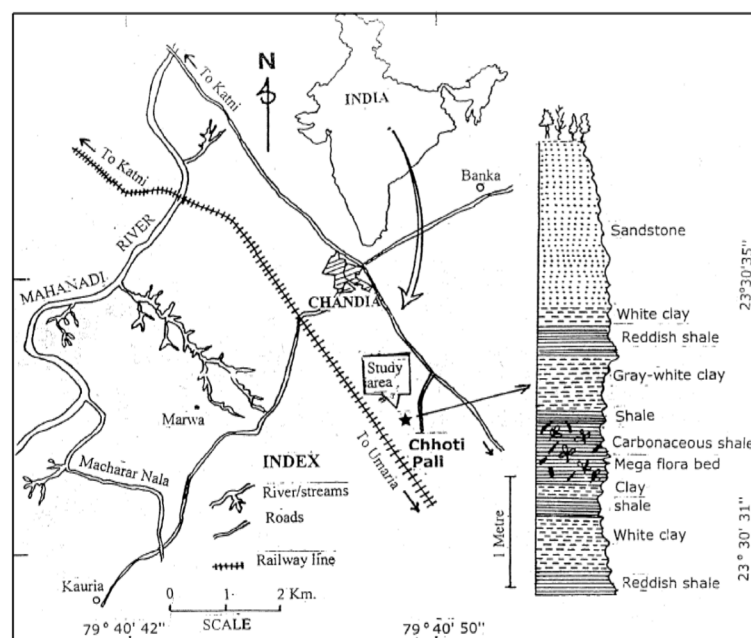 N
To Katni
To Katni
INDIA
Banka
RIVER
MAHANADI
CHANDIA
Study
area
Marwa
Chhoti
Pali
To Umaria
Macharar Nala
INDEX
River/streams
Roads
Railway line
Kauria
0 1 2 Km.
SCALE
79° 40' 42"
79° 40' 50"
Sandstone
White clay
Reddish shale
Gray-white clay
Shale
Carbonaceous shale
Mega flora bed
Clay
shale
White clay
Reddish shale
1 Metre
23°30'35"
23° 30' 31"